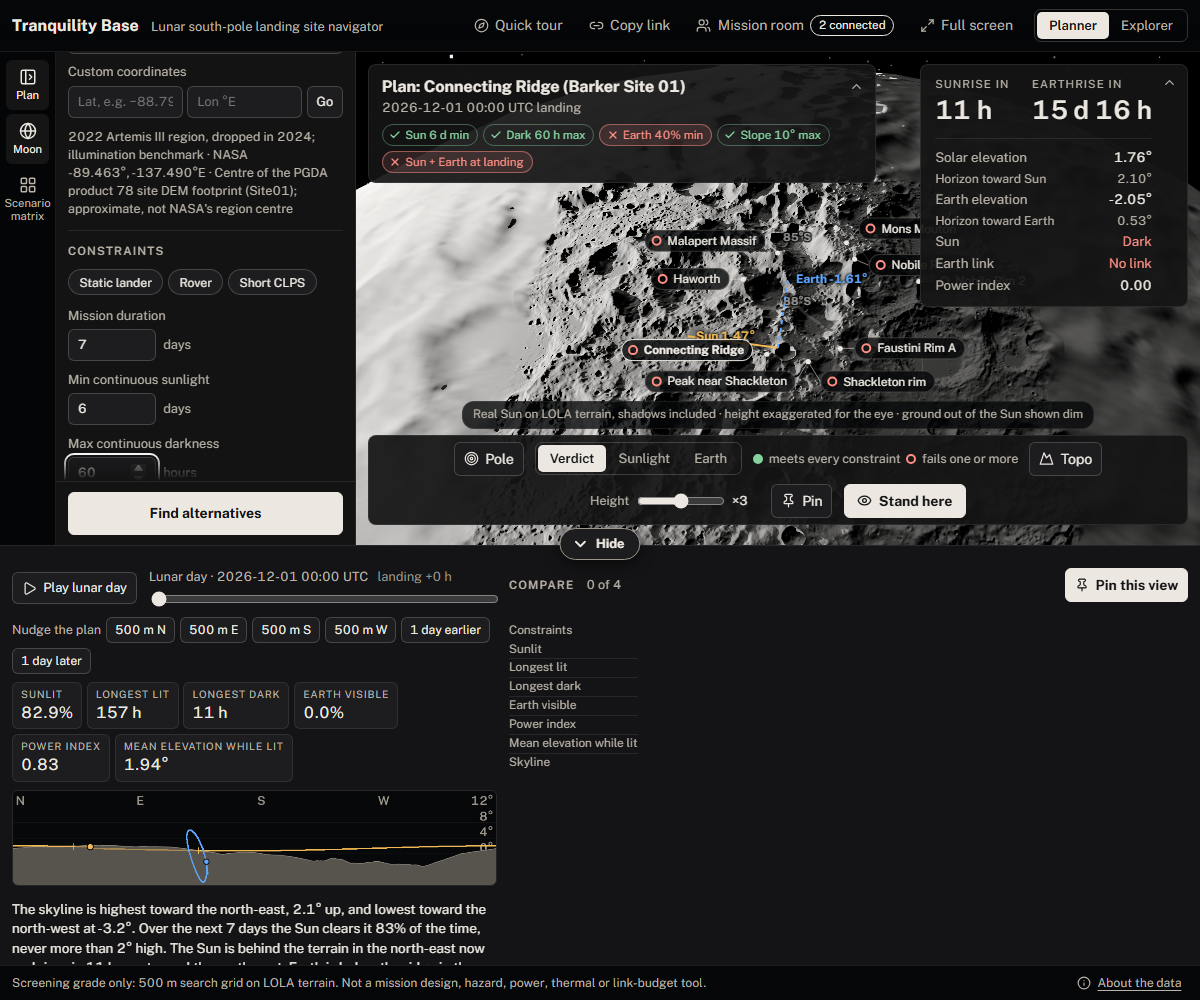 Tranquility Base
Lunar south-pole landing site navigator
Quick tour
Copy link
Mission room
2 connected
Full screen
Planner
Explorer
Plan
Moon
Scenario
matrix
Custom coordinates
Lat, e.g. −88.79
Lon °E
Go
2022 Artemis III region, dropped in 2024;
illumination benchmark · NASA
-89.463°, -137.490°E · Centre of the PGDA
product 78 site DEM footprint (Site01);
approximate, not NASA's region centre
CONSTRAINTS
Static lander
Rover
Short CLPS
Mission duration
7 days
Min continuous sunlight
6 days
Max continuous darkness
60 hours
Find alternatives
Plan: Connecting Ridge (Barker Site 01)
2026-12-01 00:00 UTC landing
Sun 6 d min
Dark 60 h max
Earth 40% min
Slope 10° max
Sun + Earth at landing
SUNRISE IN
11 h
EARTHRISE IN
15 d 16 h
Solar elevation 1.76°
Horizon toward Sun 2.10°
Earth elevation -2.05°
Horizon toward Earth 0.53°
Sun Dark
Earth link No link
Power index 0.00
Malapert Massif
85°S
Mons M
Haworth
Earth -1.61°
Nobil
88°S
Sun 1.47°
Connecting Ridge
Faustini Rim A
Peak near Shackleton
Shackleton rim
Real Sun on LOLA terrain, shadows included · height exaggerated for the eye · ground out of the Sun shown dim
Pole
Verdict
Sunlight
Earth
meets every constraint
fails one or more
Topo
Height
×3
Pin
Stand here
Hide
Play lunar day
Lunar day · 2026-12-01 00:00 UTC landing +0 h
Nudge the plan
500 m N
500 m E
500 m S
500 m W
1 day earlier
1 day later
SUNLIT
82.9%
LONGEST LIT
157 h
LONGEST DARK
11 h
EARTH VISIBLE
0.0%
POWER INDEX
0.83
MEAN ELEVATION WHILE LIT
1.94°
N
E
S
W
12°
8°
4°
0°
The skyline is highest toward the north-east, 2.1° up, and lowest toward the
north-west at -3.2°. Over the next 7 days the Sun clears it 83% of the time,
never more than 2° high. The Sun is behind the terrain in the north-east now
COMPARE 0 of 4
Pin this view
Constraints
Sunlit
Longest lit
Longest dark
Earth visible
Power index
Mean elevation while lit
Skyline
Screening grade only: 500 m search grid on LOLA terrain. Not a mission design, hazard, power, thermal or link-budget tool.
About the data